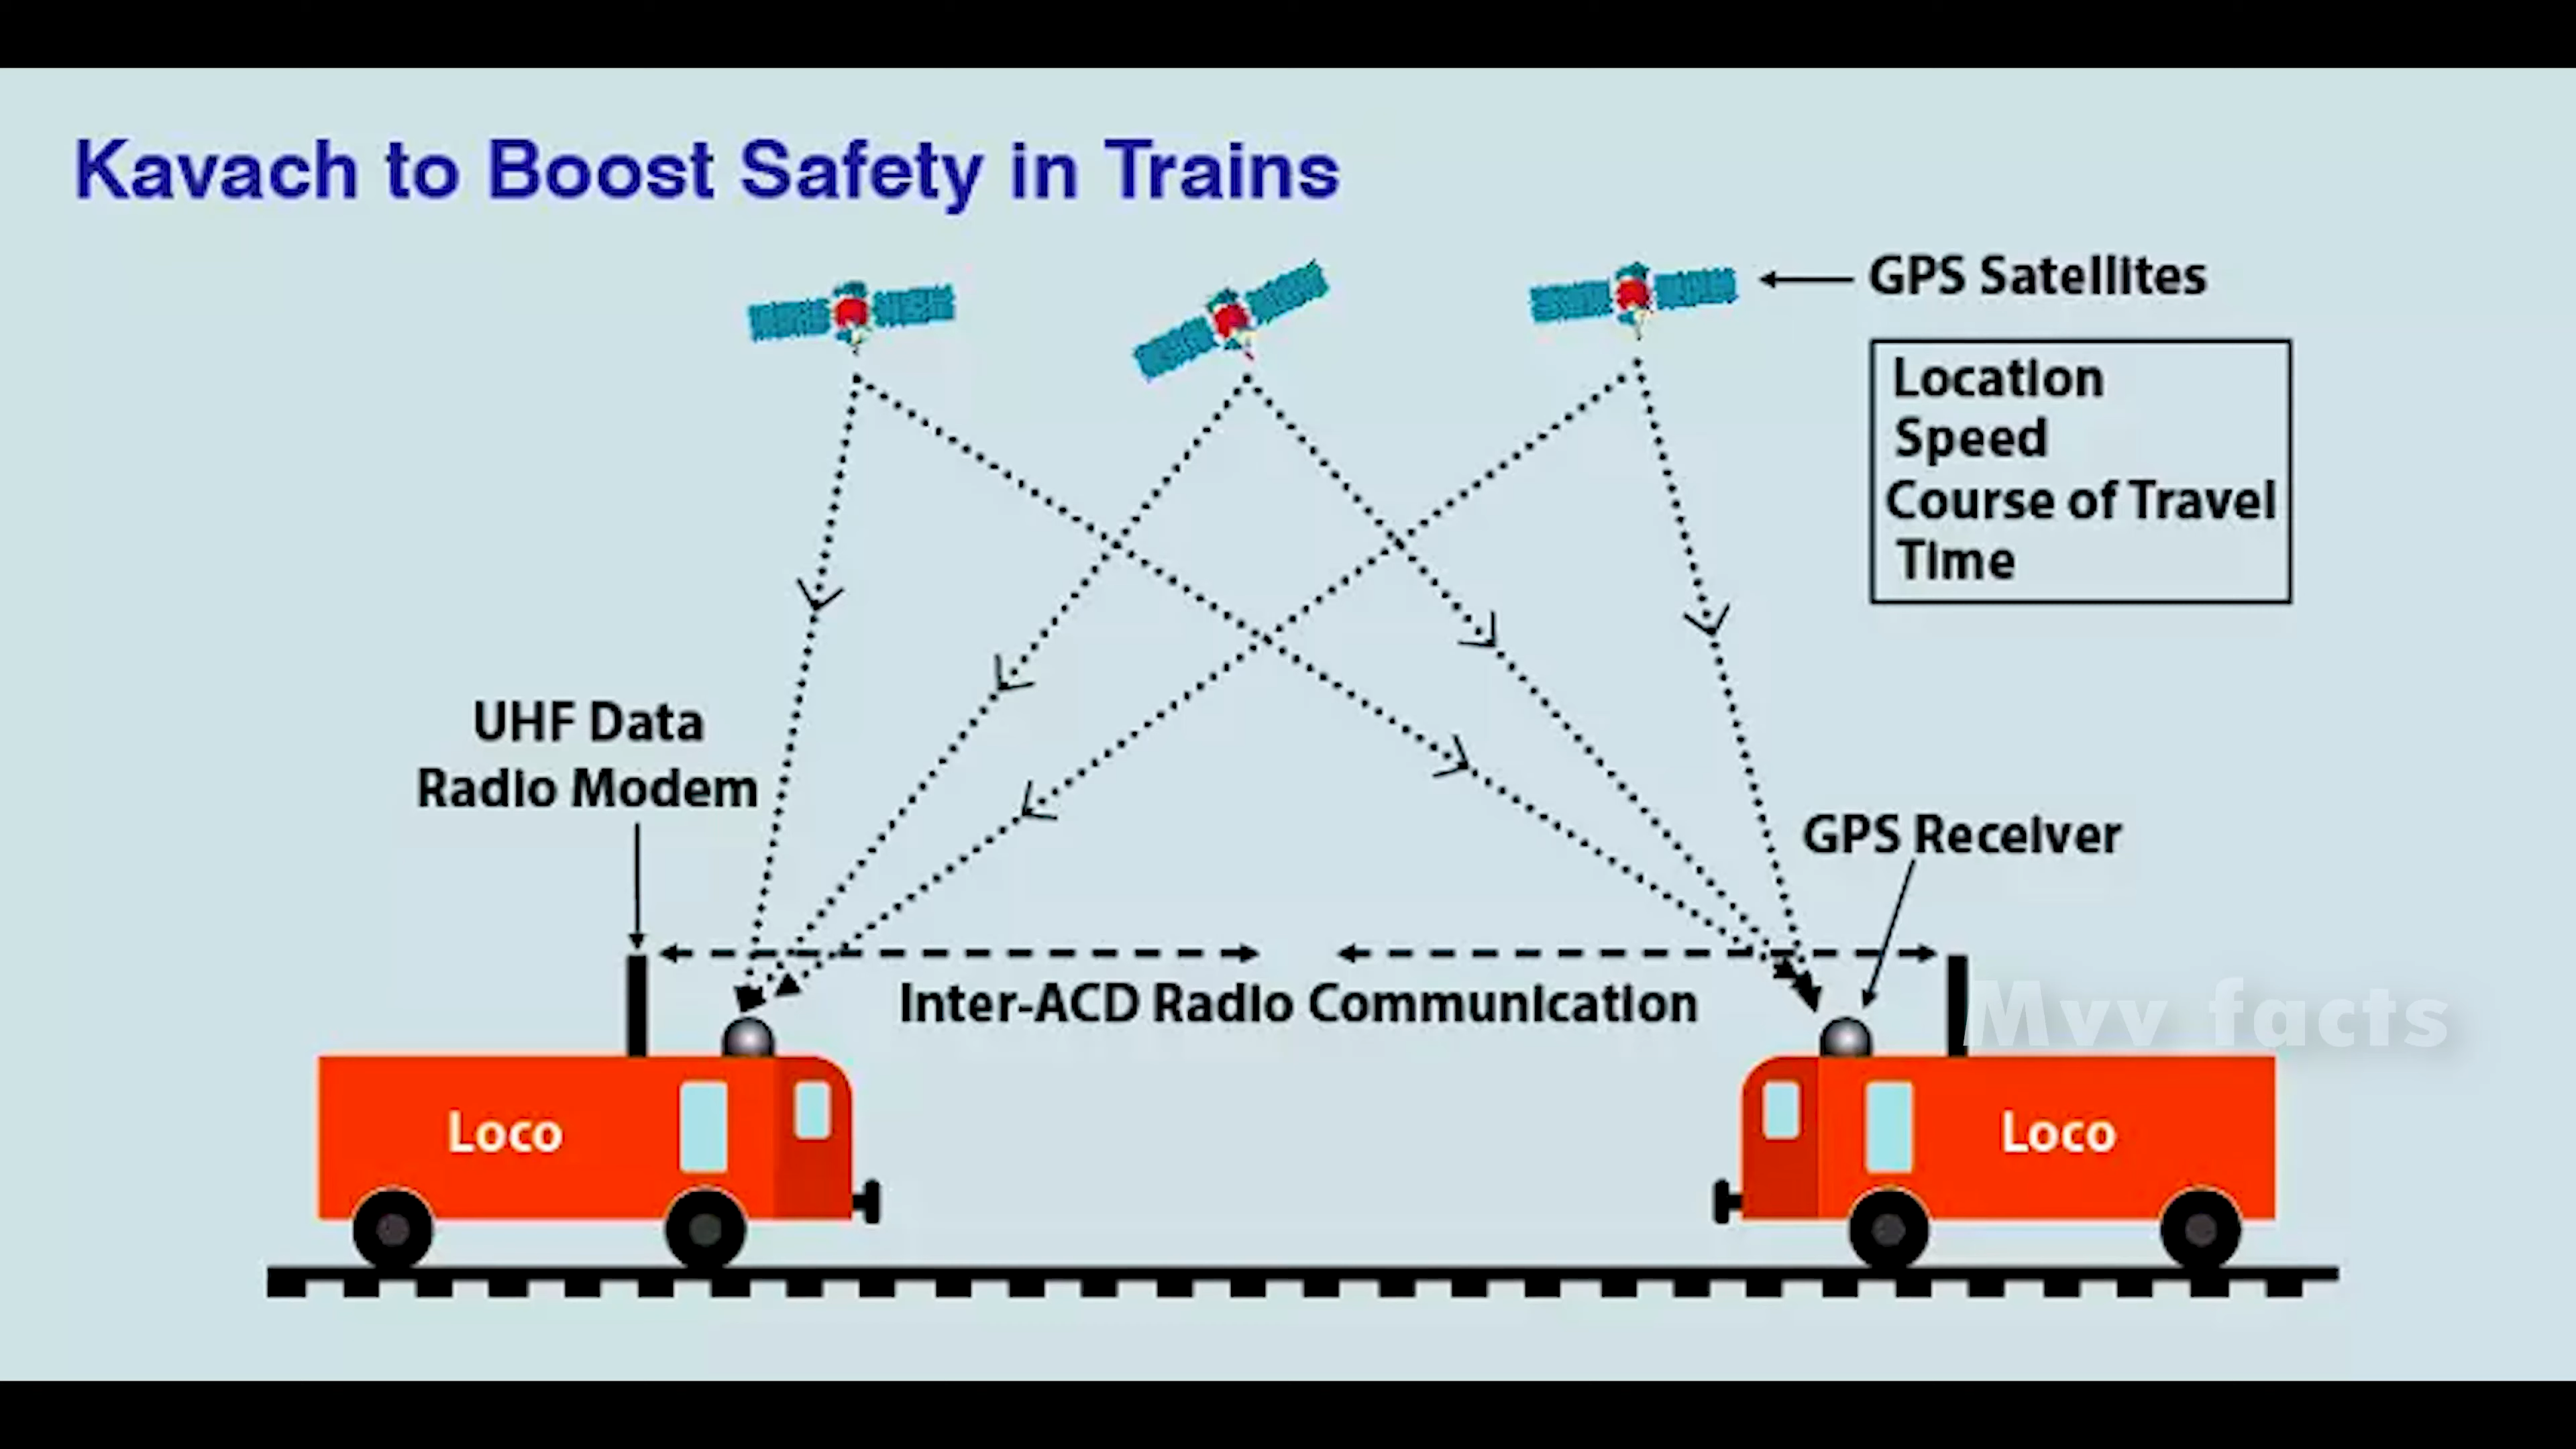 Kavach to Boost Safety in Trains
GPS Satellites
Location
Speed
Course of Travel
Time
UHF Data
Radio Modem
GPS Receiver
Inter-ACD Radio Communication
Mvv facts
Loco
Loco